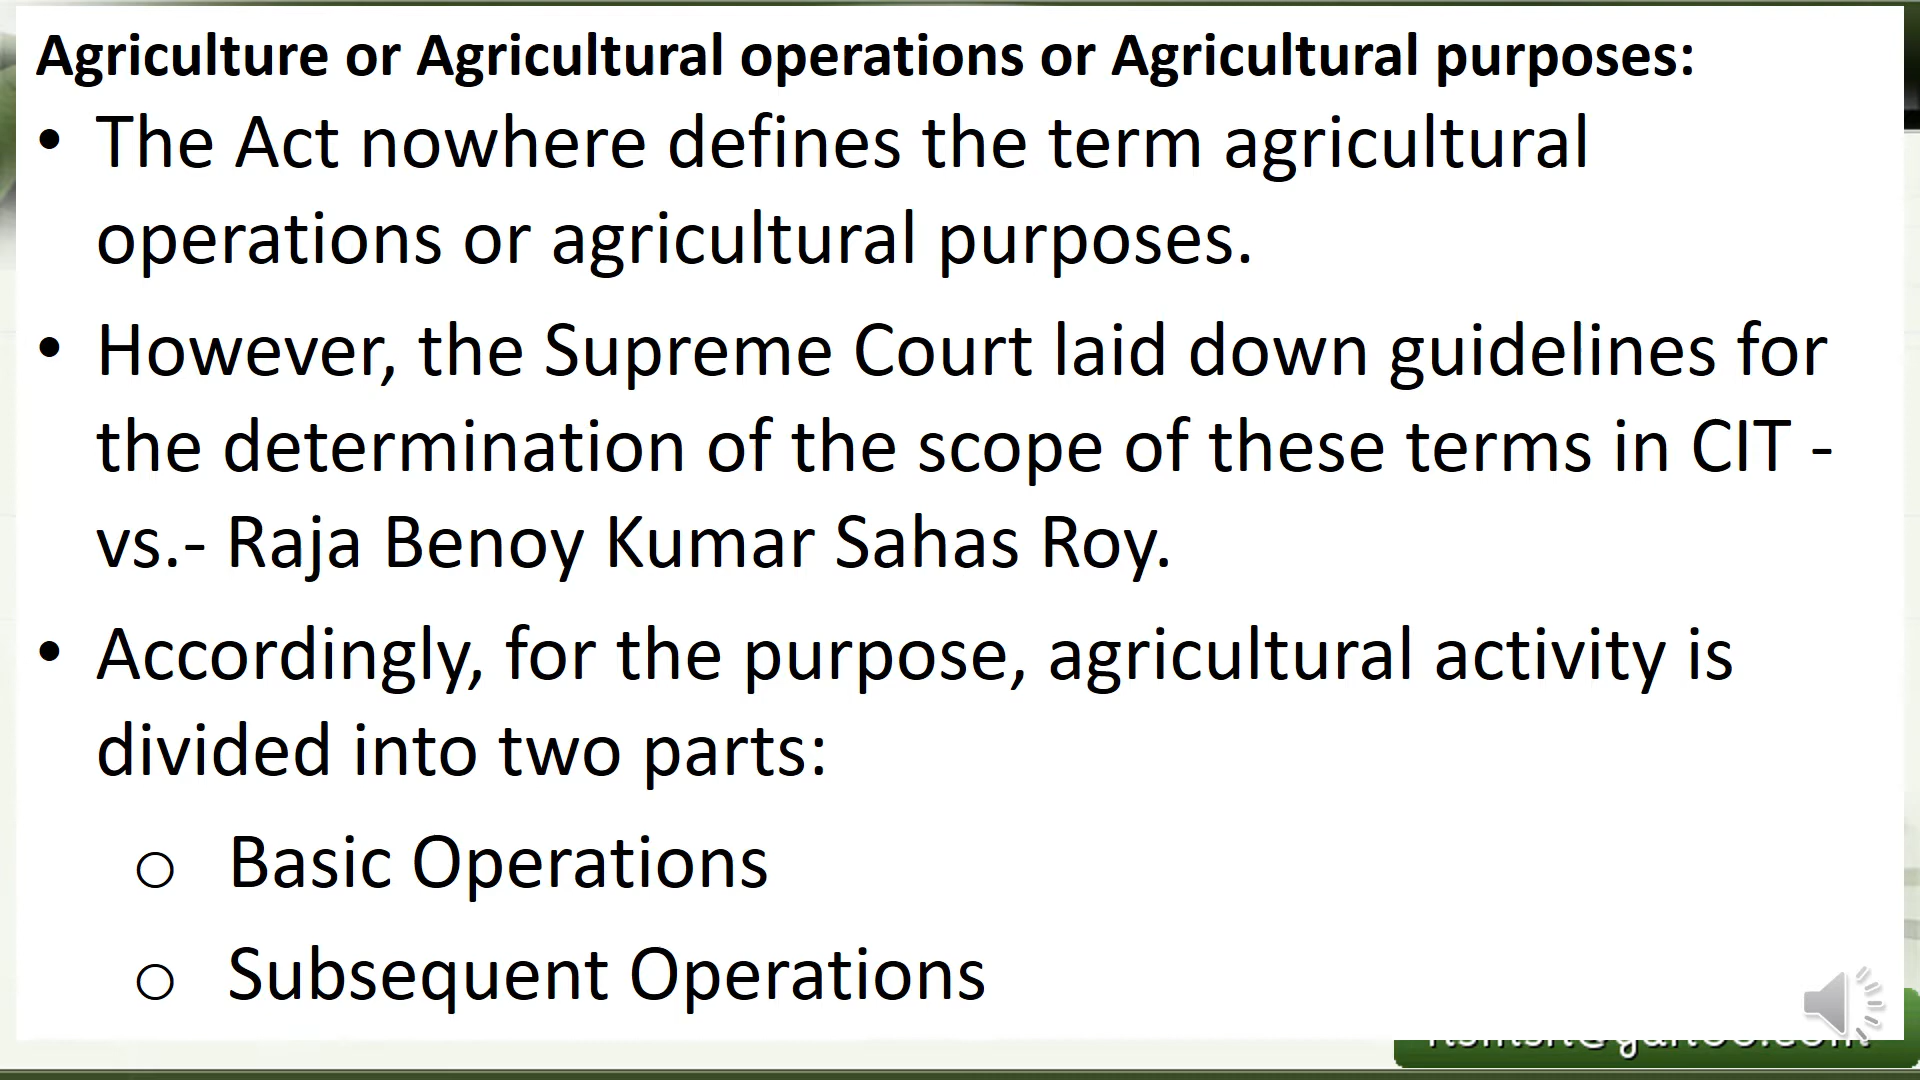 Agriculture or Agricultural operations or Agricultural purposes:
• The Act nowhere defines the term agricultural
operations or agricultural purposes.
• However, the Supreme Court laid down guidelines for
the determination of the scope of these terms in CIT -
vs.- Raja Benoy Kumar Sahas Roy.
• Accordingly, for the purpose, agricultural activity is
divided into two parts:
o Basic Operations
o Subsequent Operations